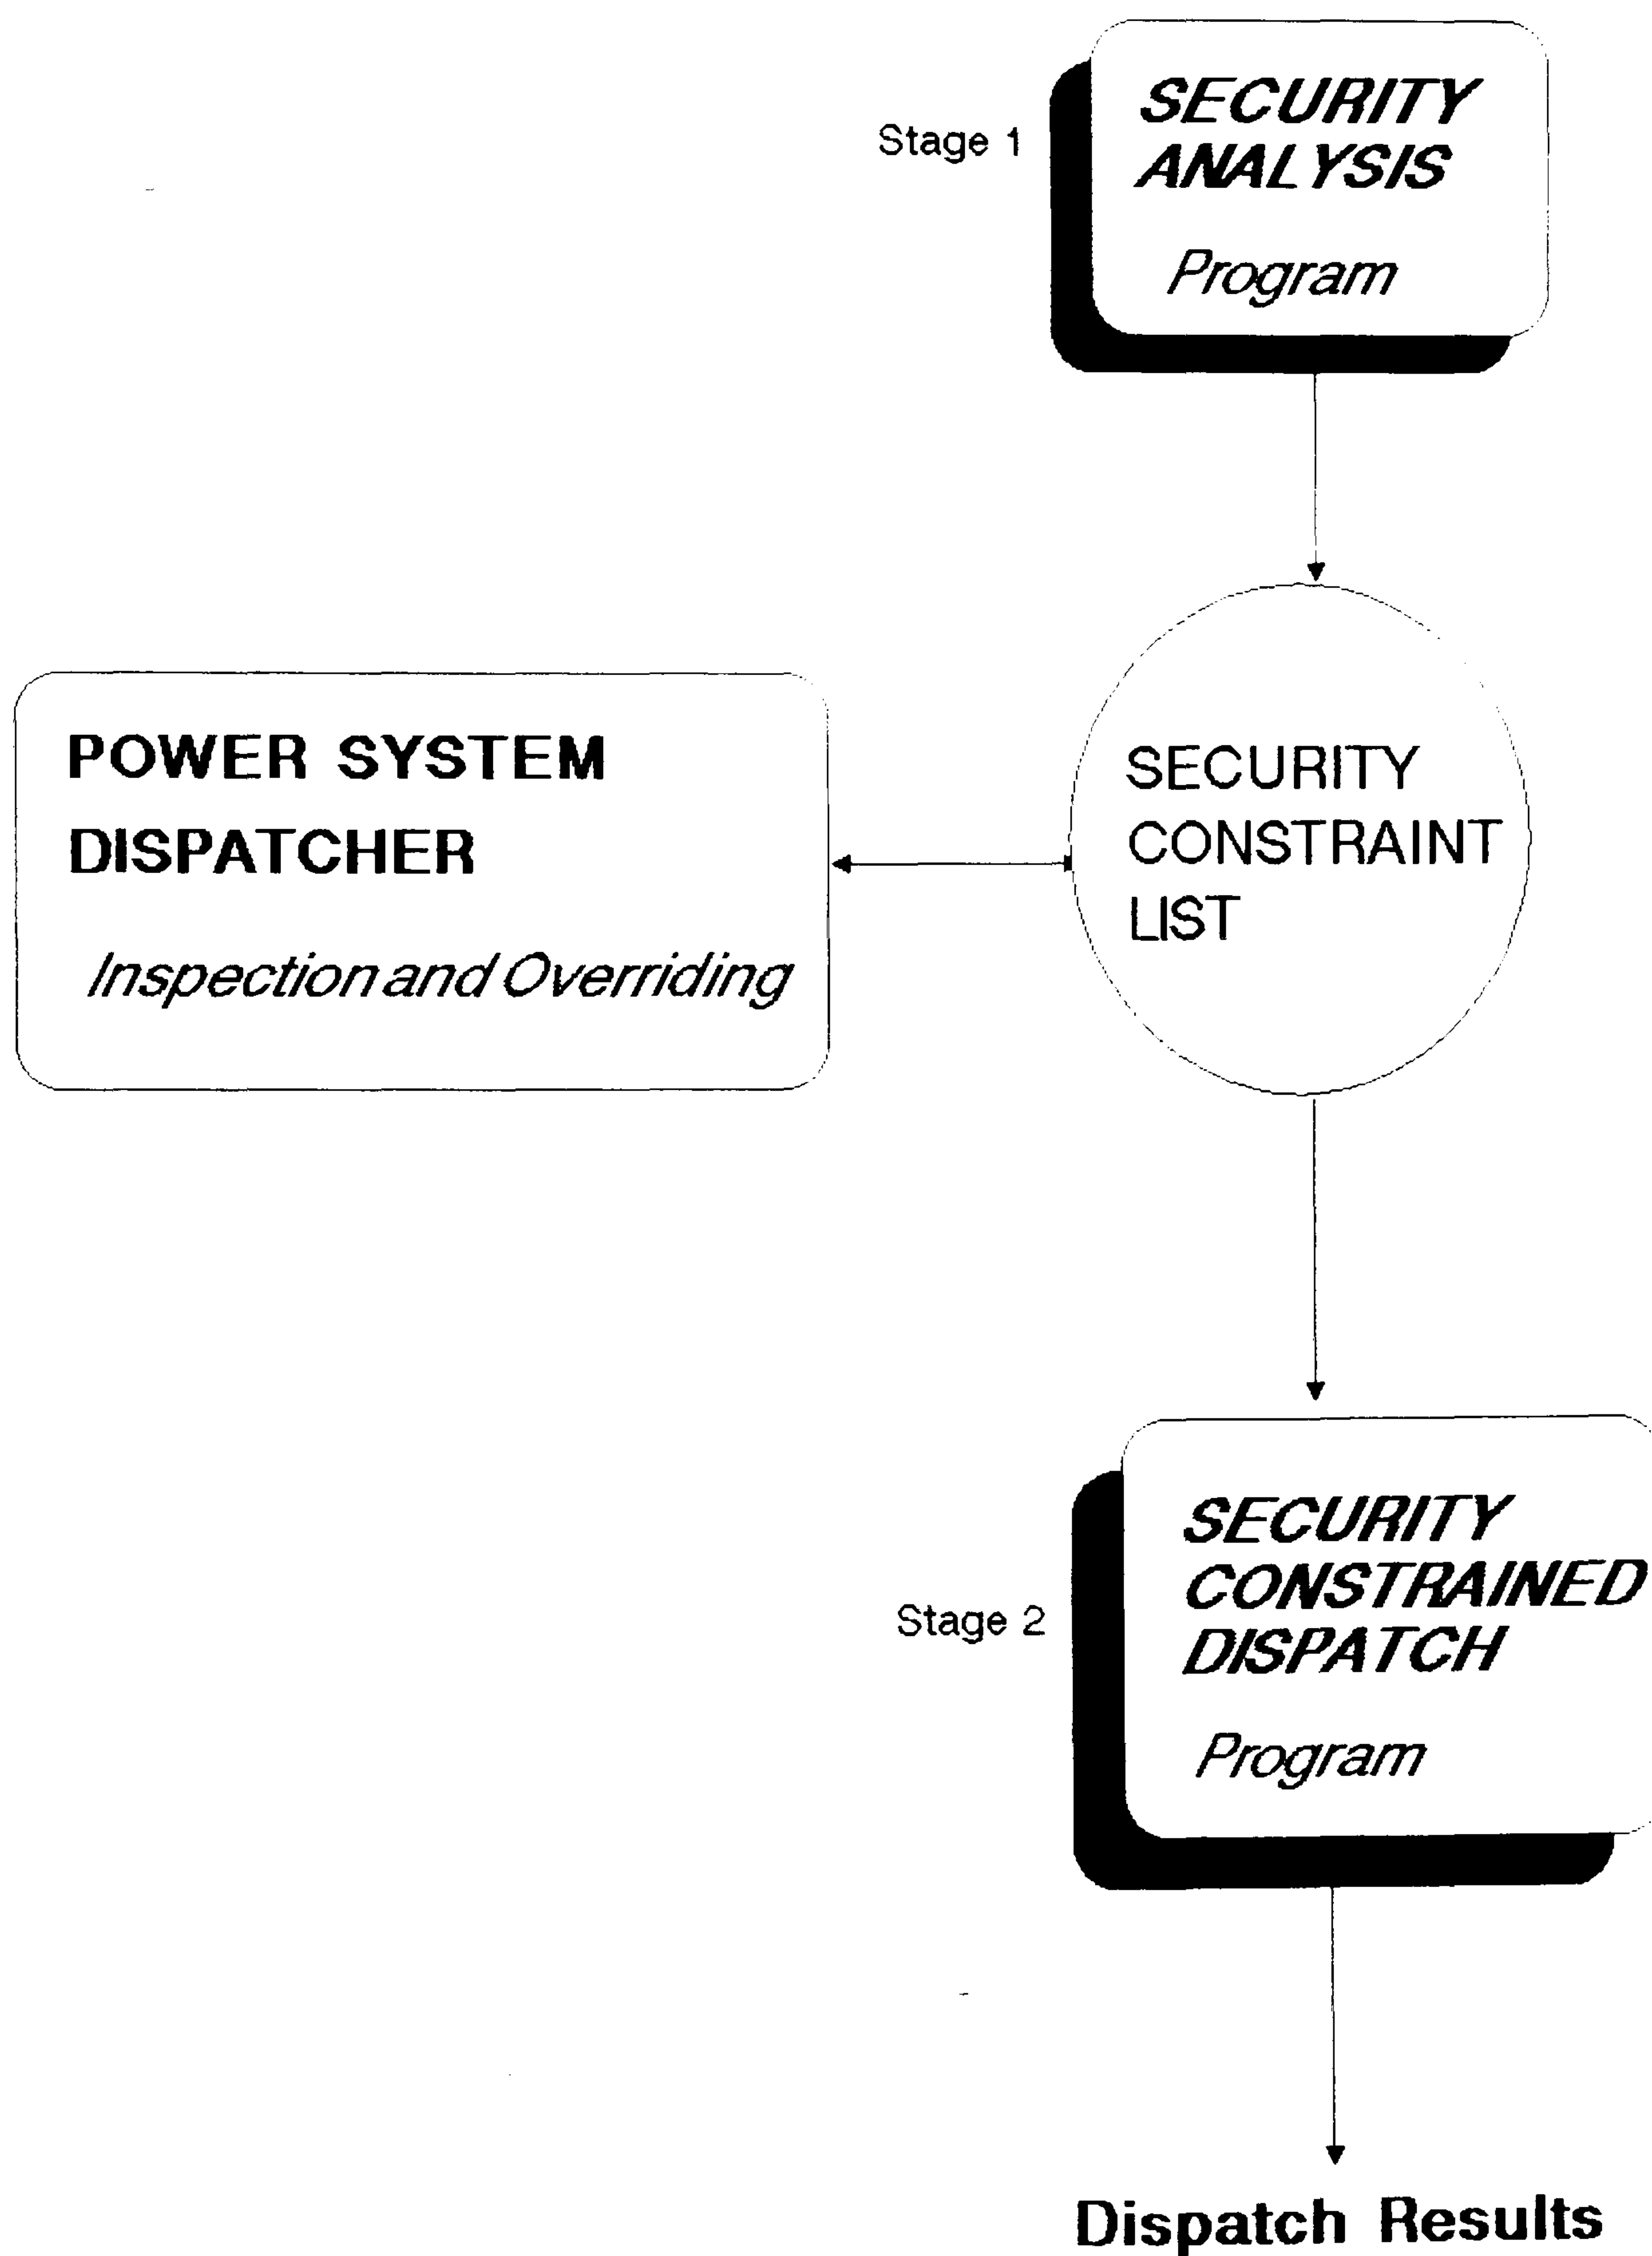 Stage 1
SECURITY
ANALYSIS
Program
POWER SYSTEM
DISPATCHER
Inspection and Overriding
SECURITY
CONSTRAINT
LIST
Stage 2
SECURITY
CONSTRAINED
DISPATCH
Program
Dispatch Results